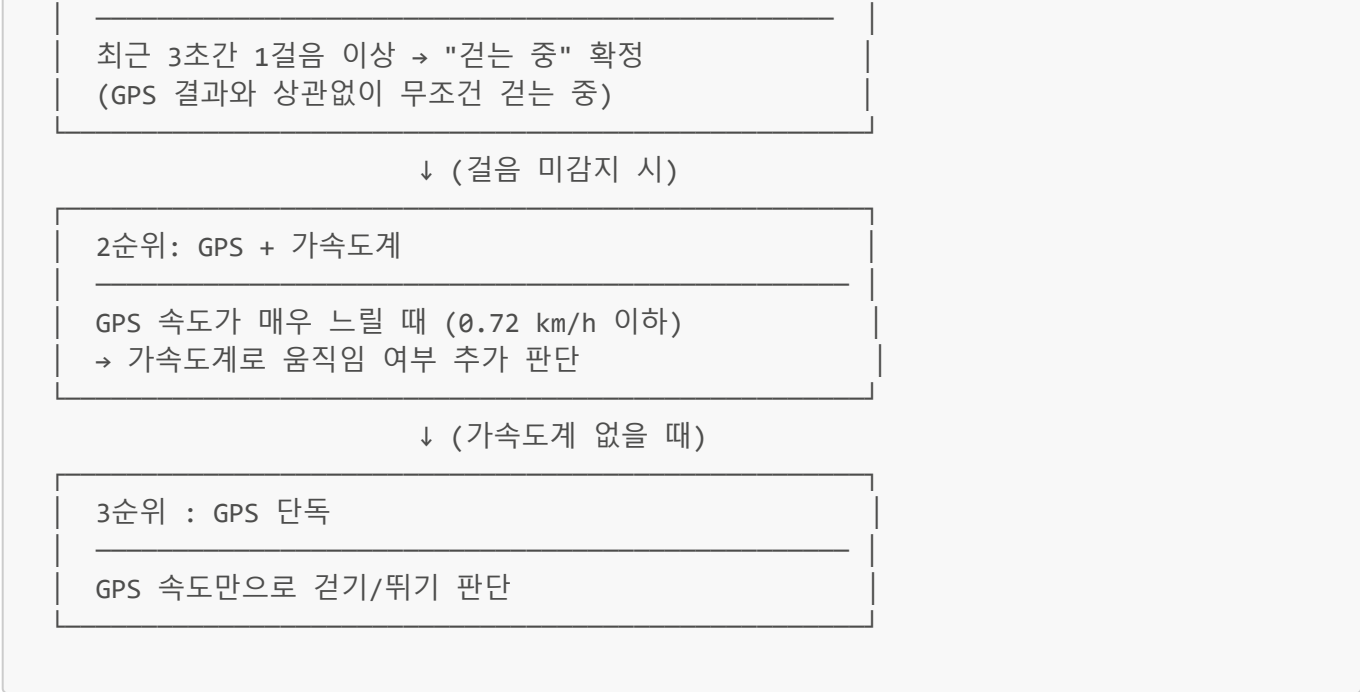 최근 3초간 1걸음 이상 → "걷는 중" 확정
(GPS 결과와 상관없이 무조건 걷는 중)
↓ (걸음 미감지 시)
2순위: GPS + 가속도계
GPS 속도가 매우 느릴 때 (0.72 km/h 이하)
→ 가속도계로 움직임 여부 추가 판단
↓ (가속도계 없을 때)
3순위 : GPS 단독
GPS 속도만으로 걷기/뛰기 판단